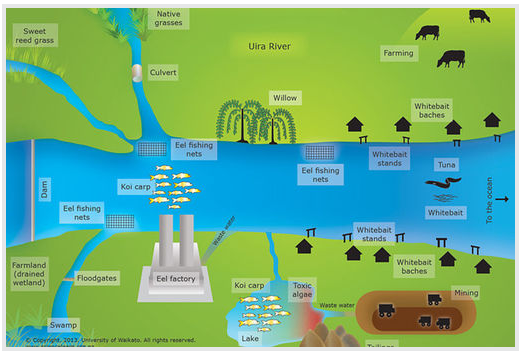 Native
grasses
Sweet
reed grass
Uira River
Farming
Culvert
Willow
Whitebait
baches
Eel fishing
nets
Eel fishing
nets
Whitebait
stands
Tuna
Koi carp
Dam
Whitebait
To the ocean
Eel fishing
nets
Waste water
Whitebait
stands
Whitebait
baches
Farmland
(drained
wetland)
Floodgates
Eel factory
Koi carp
Toxic
algae
Mining
Waste water
Swamp
Lake
© Copyright. 2013. University of Waikato. All rights reserved.
Tailings